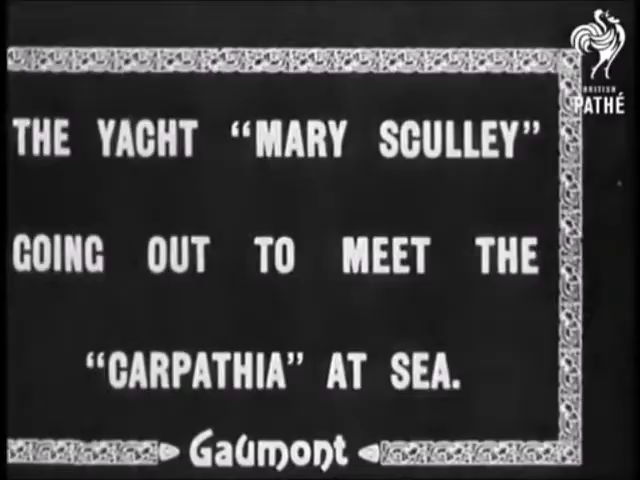 BRITISH
PATHÉ
THE YACHT "MARY SCULLEY"
GOING OUT TO MEET THE
"CARPATHIA" AT SEA.
Gaumont